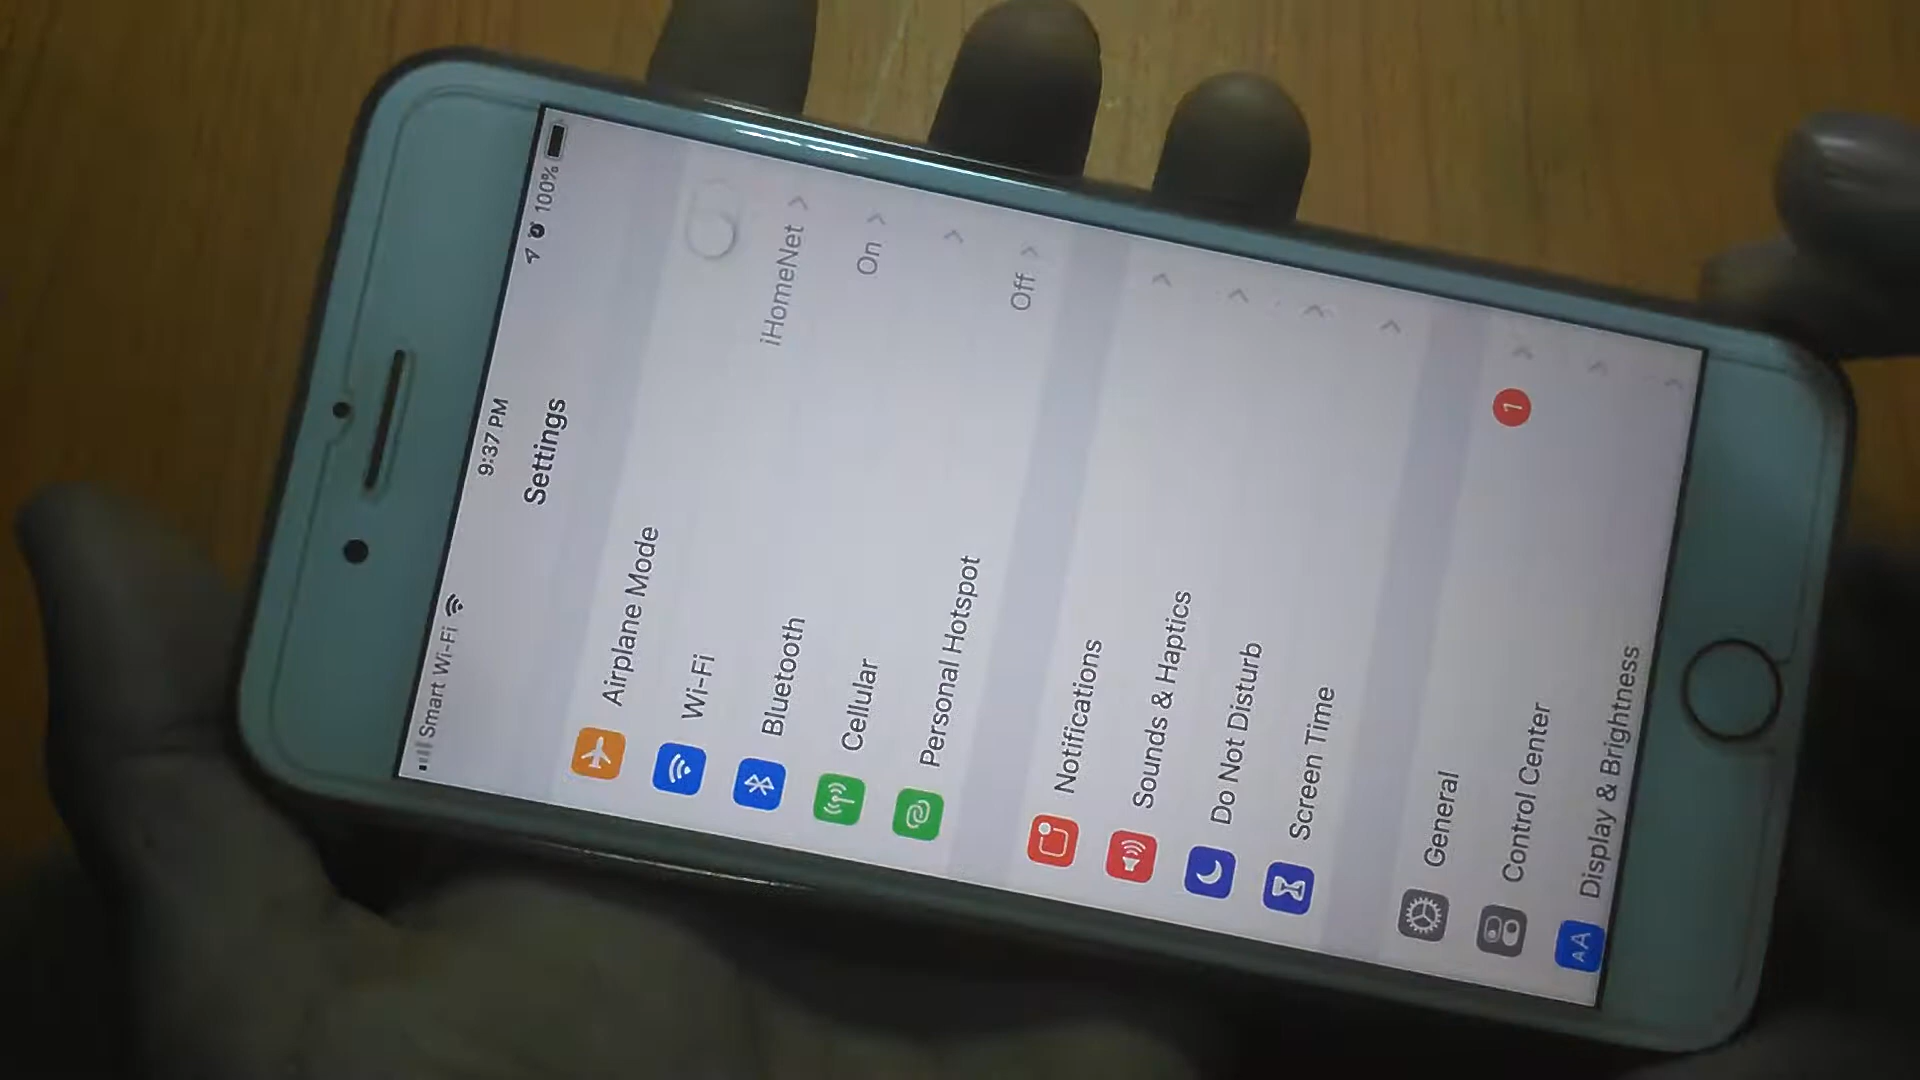 Smart Wi-Fi 9:37 PM 100%
Settings
Airplane Mode
Wi-Fi iHomeNet
Bluetooth On
Cellular
Personal Hotspot Off
Notifications
Sounds & Haptics
Do Not Disturb
Screen Time
General 1
Control Center
AA Display & Brightness